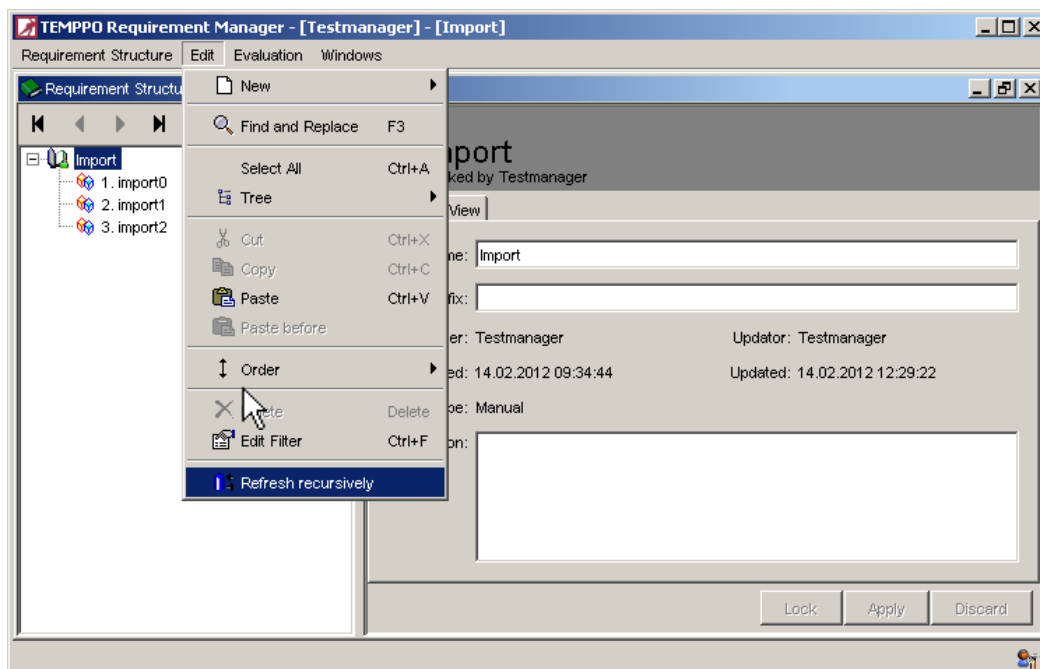 TEMPPO Requirement Manager - [Testmanager] - [Import]
Requirement Structure Edit Evaluation Windows
Requirement Structu
New
Find and Replace F3
Select All Ctrl+A
Tree
Cut Ctrl+X
Copy Ctrl+C
Paste Ctrl+V
Paste before
Order
Delete
Edit Filter Ctrl+F
Refresh recursively
Import
1. import0
2. import1
3. import2
port
ked by Testmanager
View
me: Import
fix:
er: Testmanager Updator: Testmanager
ed: 14.02.2012 09:34:44 Updated: 14.02.2012 12:29:22
pe: Manual
on:
Lock Apply Discard